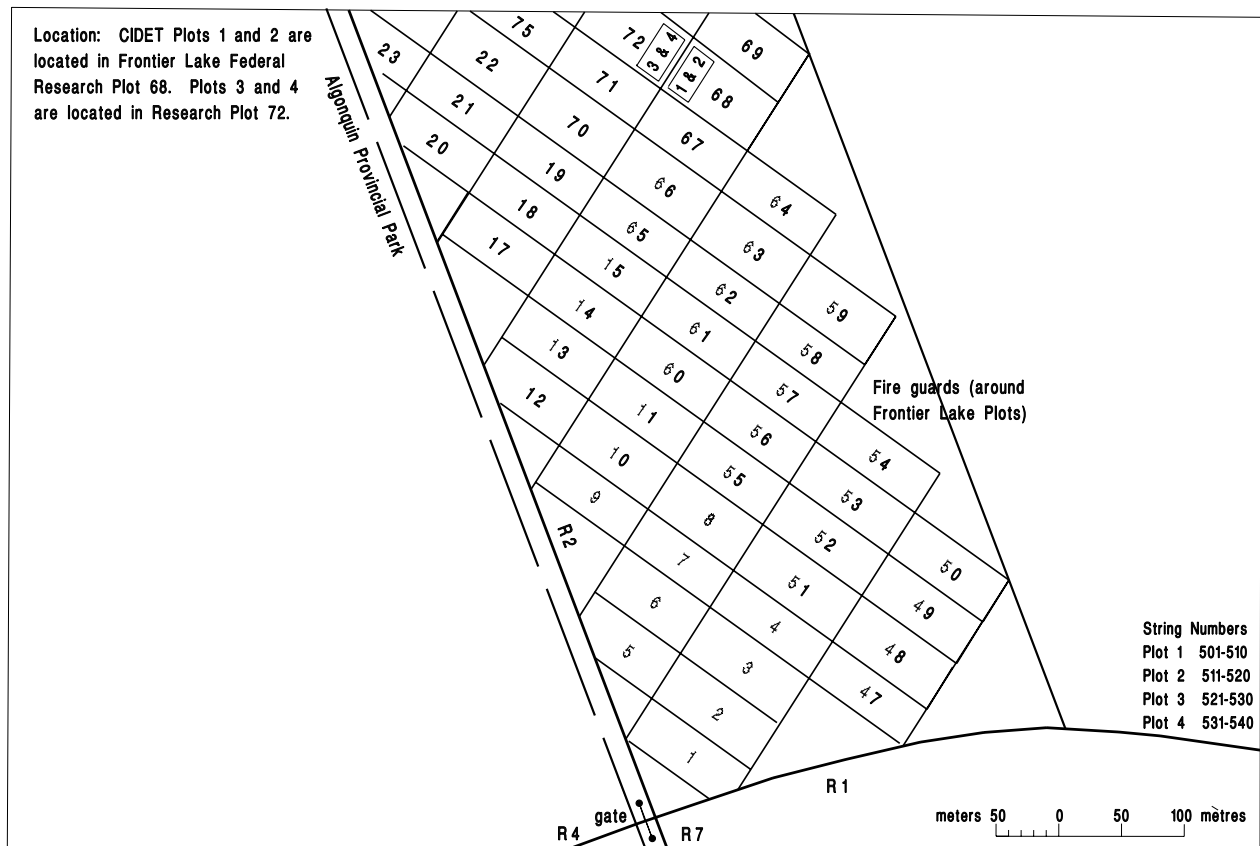 Location: CIDET Plots 1 and 2 are
located in Frontier Lake Federal
Research Plot 68. Plots 3 and 4
are located in Research Plot 72.
Algonquin Provincial Park
23
22
75
72
3 & 4
1 & 2
69
21
71
68
20
70
67
19
66
64
18
65
63
17
15
62
59
14
61
58
13
60
57
Fire guards (around
Frontier Lake Plots)
12
11
56
54
10
55
53
9
8
52
50
R2
7
51
49
6
4
48
5
3
47
2
1
String Numbers
Plot 1 501-510
Plot 2 511-520
Plot 3 521-530
Plot 4 531-540
R1
gate
R4
R7
meters 50 0 50 100 mètres